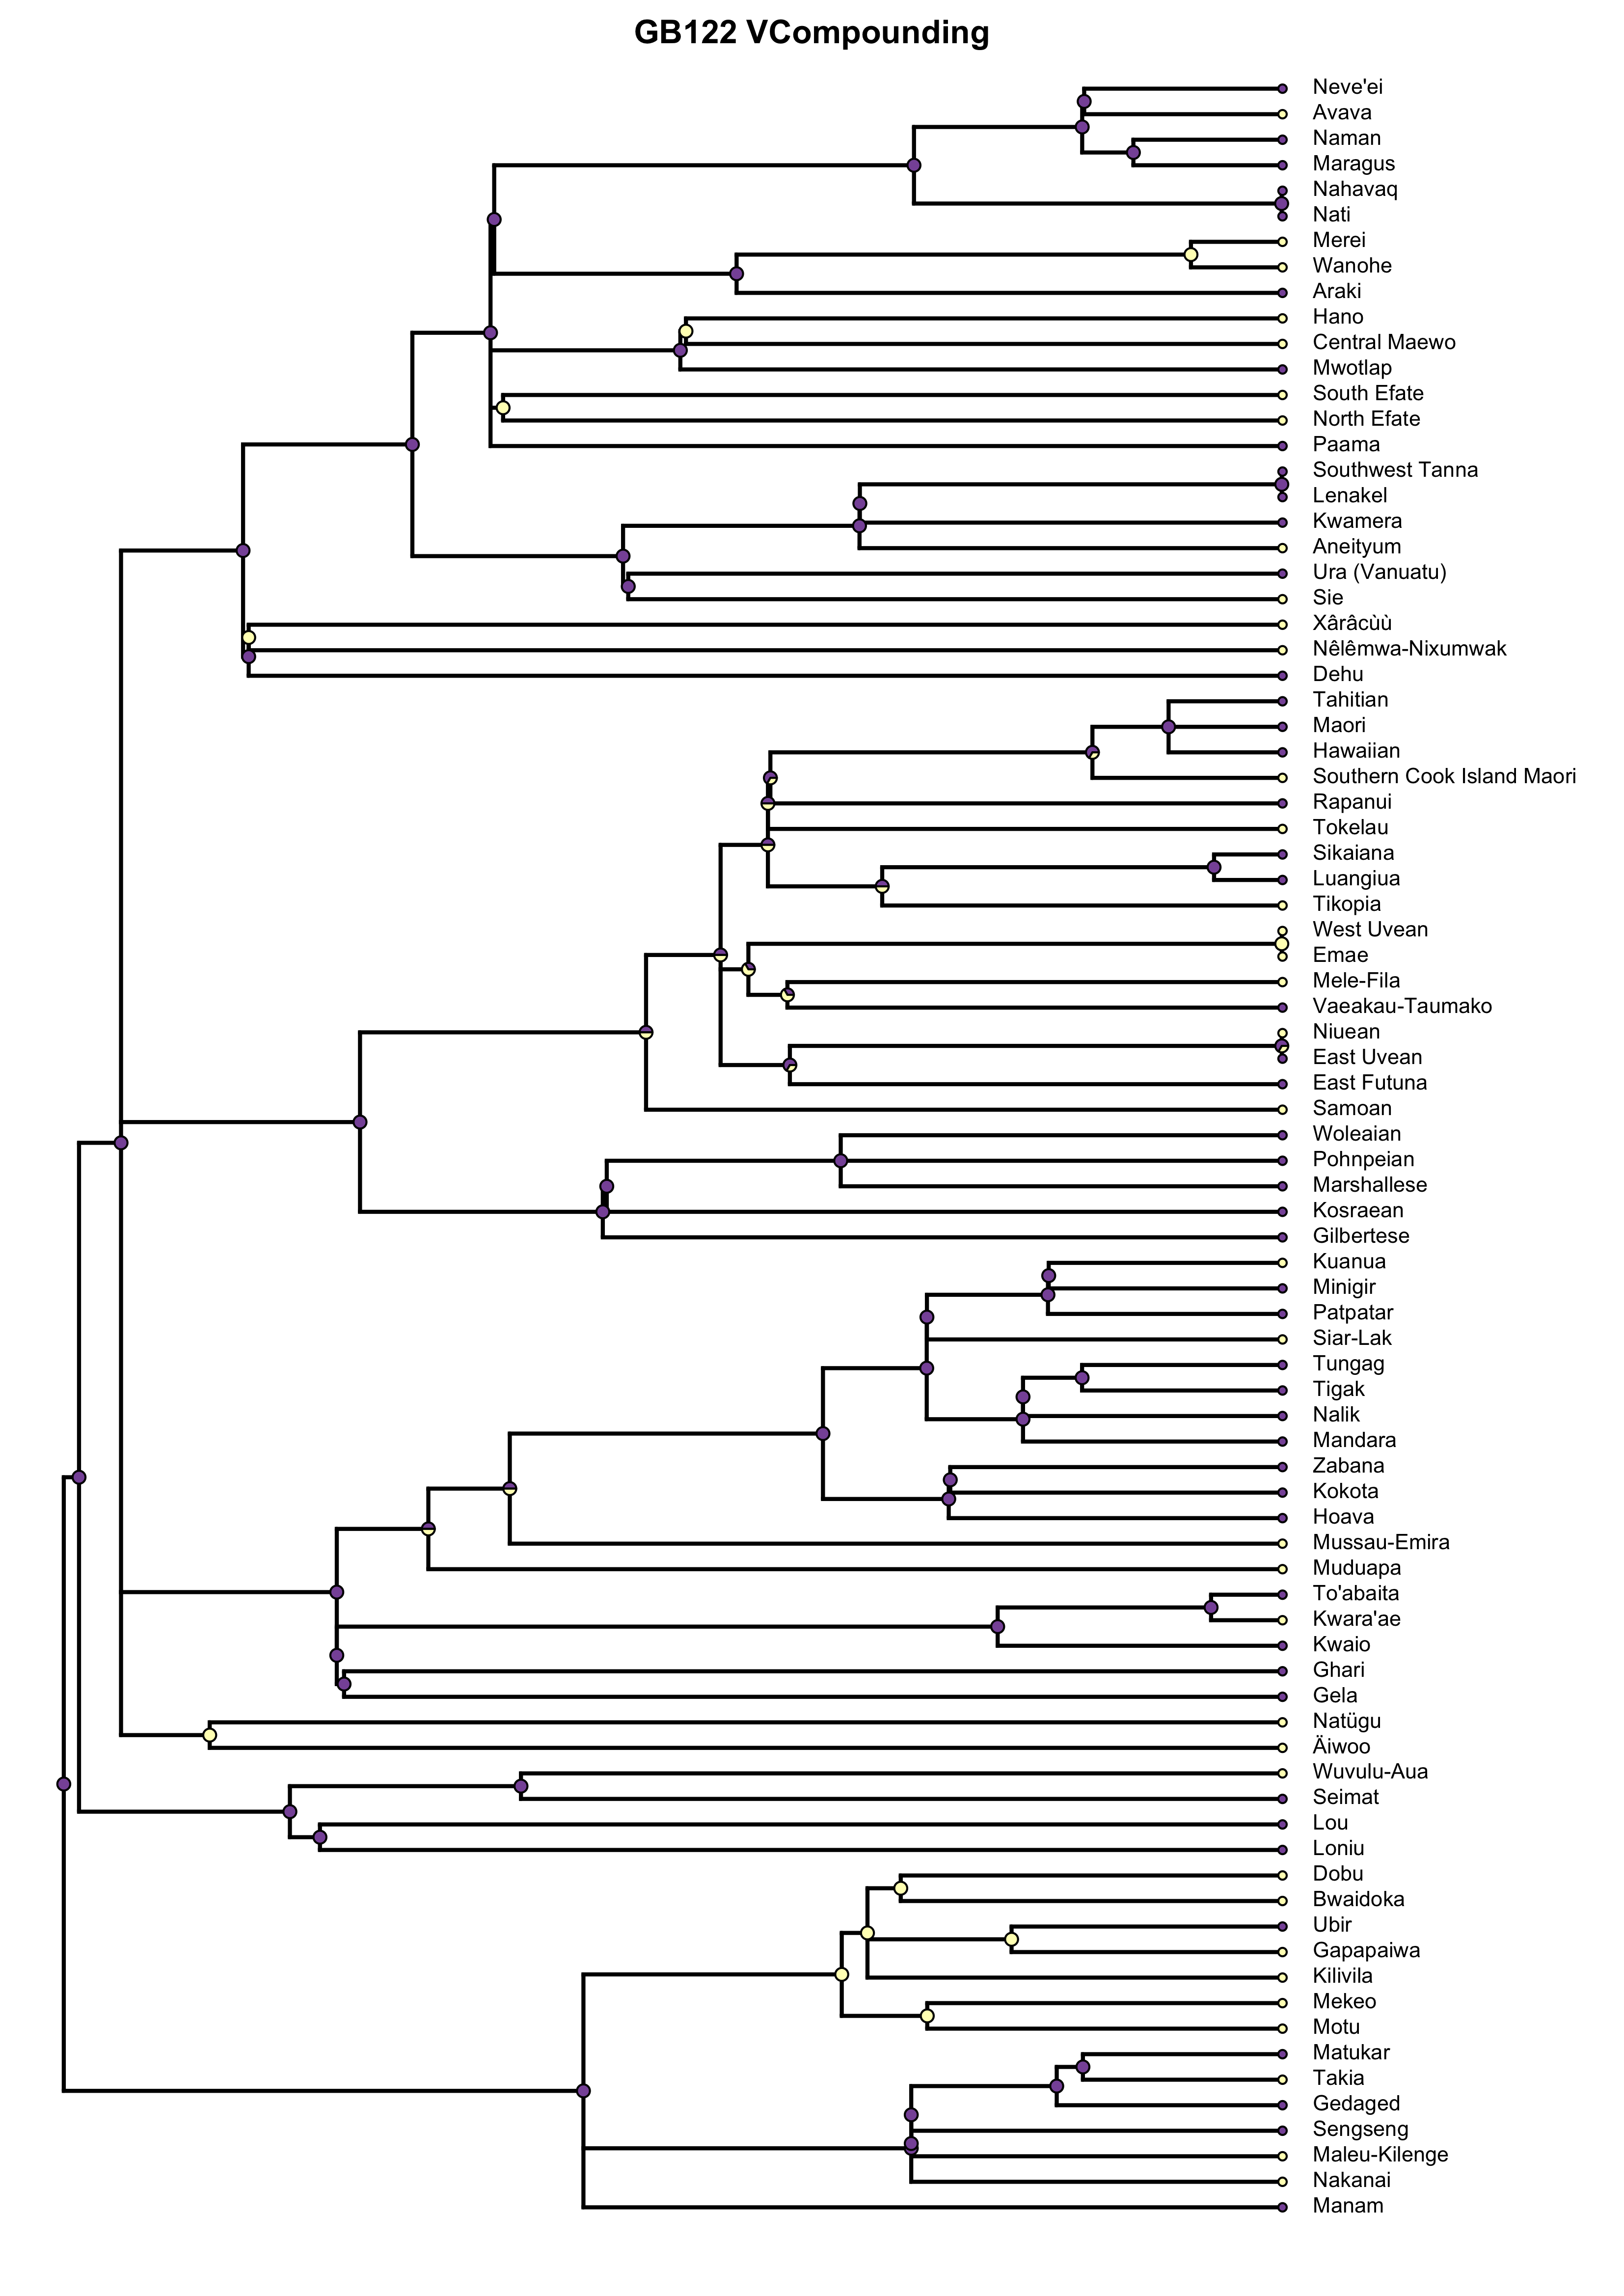 GB122 VCompounding
Neve'ei
Avava
Naman
Maragus
Nahavaq
Nati
Merei
Wanohe
Araki
Hano
Central Maewo
Mwotlap
South Efate
North Efate
Paama
Southwest Tanna
Lenakel
Kwamera
Aneityum
Ura (Vanuatu)
Sie
Xârâcùù
Nêlêmwa-Nixumwak
Dehu
Tahitian
Maori
Hawaiian
Southern Cook Island Maori
Rapanui
Tokelau
Sikaiana
Luangiua
Tikopia
West Uvean
Emae
Mele-Fila
Vaeakau-Taumako
Niuean
East Uvean
East Futuna
Samoan
Woleaian
Pohnpeian
Marshallese
Kosraean
Gilbertese
Kuanua
Minigir
Patpatar
Siar-Lak
Tungag
Tigak
Nalik
Mandara
Zabana
Kokota
Hoava
Mussau-Emira
Muduapa
To'abaita
Kwara'ae
Kwaio
Ghari
Gela
Natügu
Äiwoo
Wuvulu-Aua
Seimat
Lou
Loniu
Dobu
Bwaidoka
Ubir
Gapapaiwa
Kilivila
Mekeo
Motu
Matukar
Takia
Gedaged
Sengseng
Maleu-Kilenge
Nakanai
Manam